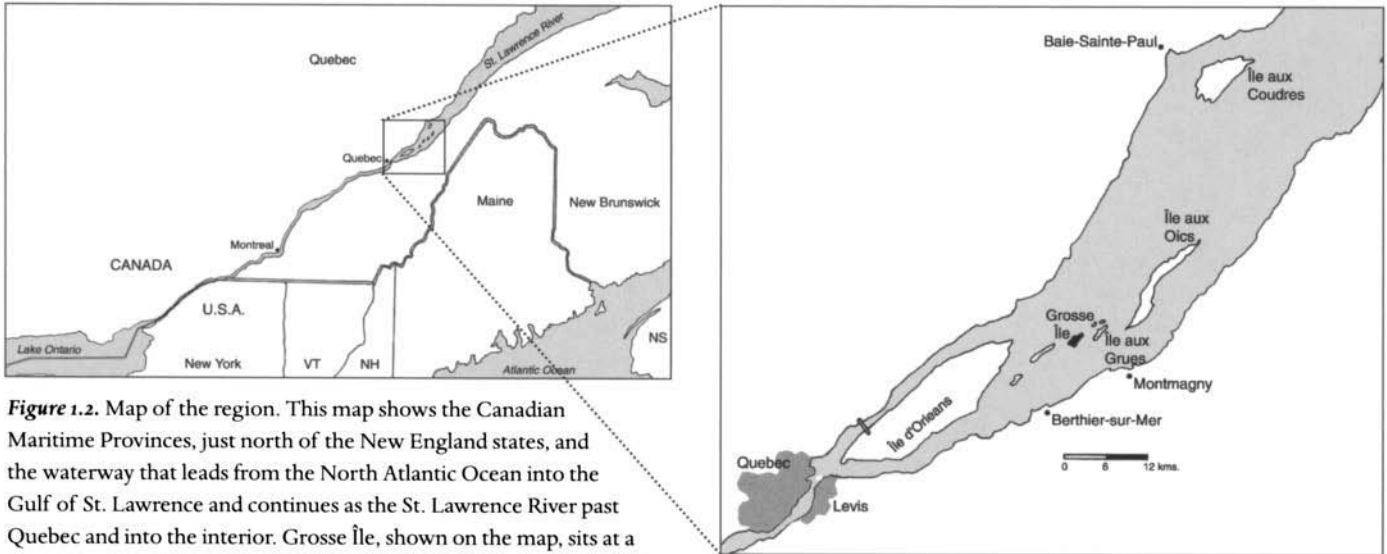 Quebec
St. Lawrence River
Quebec
Maine
New Brunswick
Montreal
CANADA
U.S.A.
Lake Ontario
New York
VT
NH
NS
Atlantic Ocean
Figure 1.2. Map of the region. This map shows the Canadian
Maritime Provinces, just north of the New England states, and
the waterway that leads from the North Atlantic Ocean into the
Gulf of St. Lawrence and continues as the St. Lawrence River past
Quebec and into the interior. Grosse Île, shown on the map, sits at a
Baie-Sainte-Paul
Île aux
Coudres
Île aux
Oics
Grosse
Île
Île aux
Grues
Montmagny
Berthier-sur-Mer
Île d'Orleans
0 6 12 kms.
Quebec
Levis